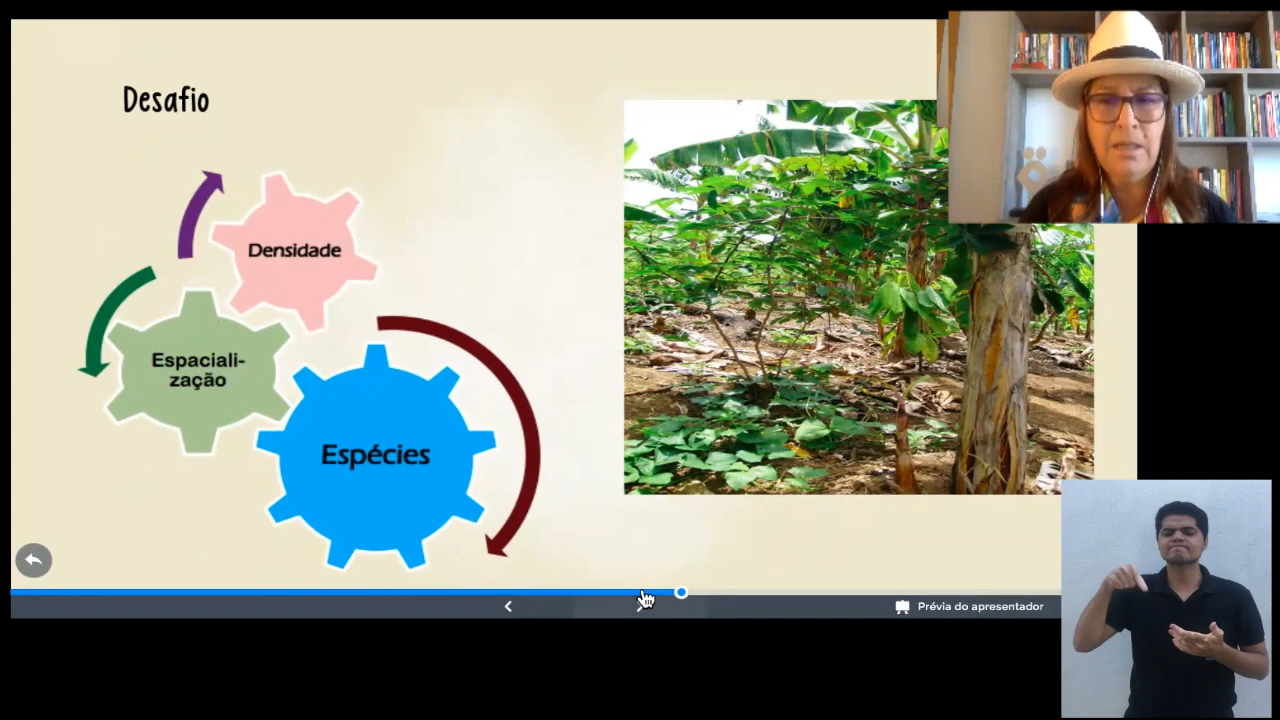 Desafio
Densidade
Espaciali-
zação
Espécies
Prévia do apresentador